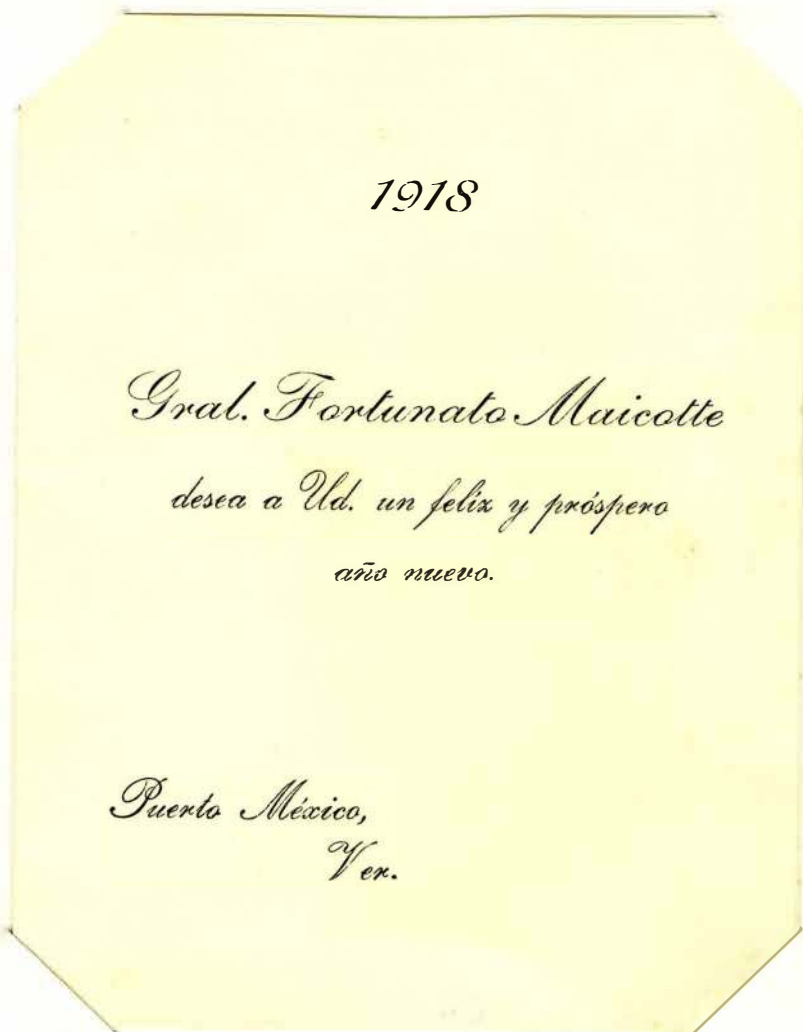 1918
Gral. Fortunato Maicotte
desea a Ud. un feliz y próspero
año nuevo.
Puerto México,
Ver.